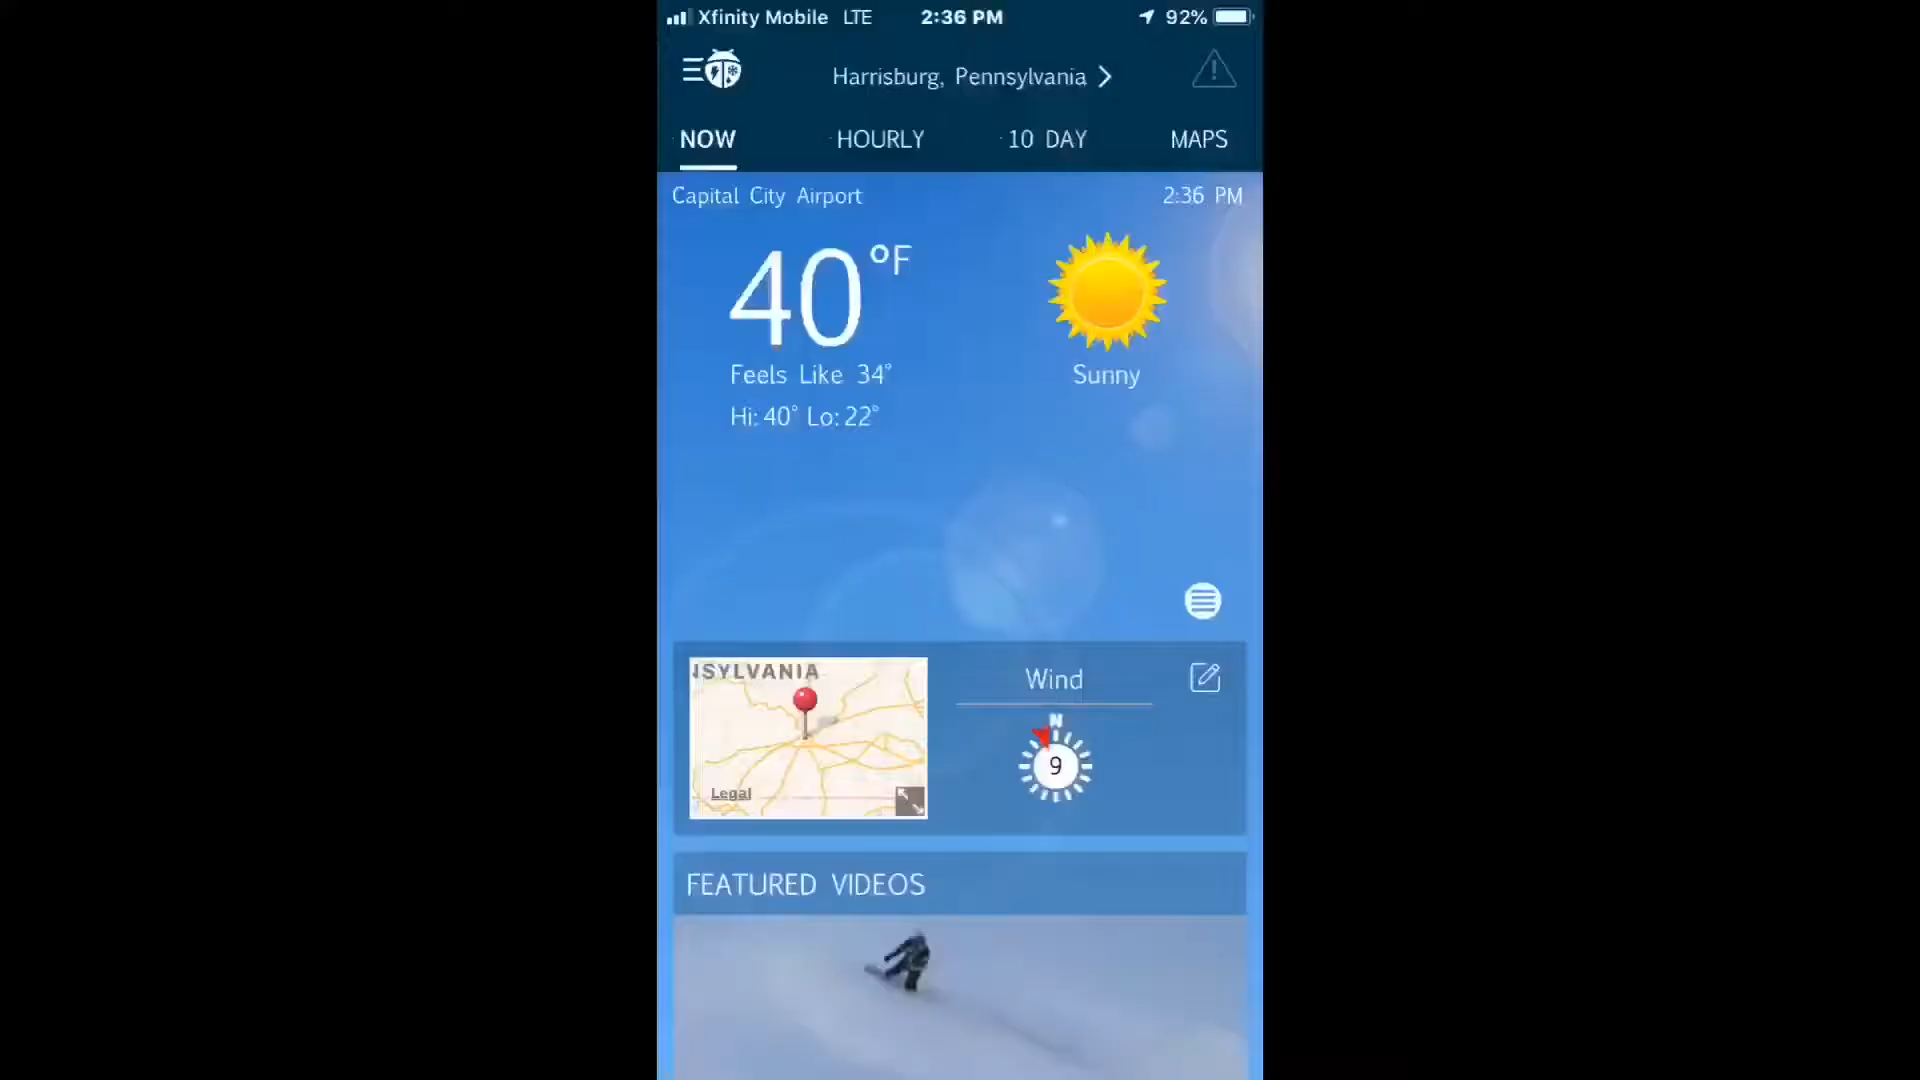 Xfinity Mobile LTE 2:36 PM 92%
Harrisburg, Pennsylvania
NOW HOURLY 10 DAY MAPS
Capital City Airport 2:36 PM
40°F
Feels Like 34°
Sunny
Hi: 40° Lo: 22°
NSYLVANIA
Legal
Wind
N
9
FEATURED VIDEOS